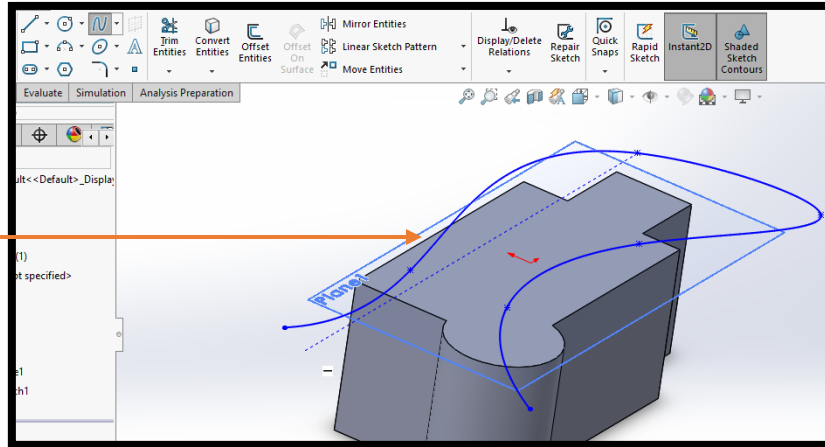 Trim
Entities
Convert
Entities
Offset
Entities
Offset
On
Surface
Mirror Entities
Linear Sketch Pattern
Move Entities
Display/Delete
Relations
Repair
Sketch
Quick
Snaps
Rapid
Sketch
Instant2D
Shaded
Sketch
Contours
A
Evaluate
Simulation
Analysis Preparation
ult<<Default>_Display
(1)
ot specified>
Plane1
e1
ch1